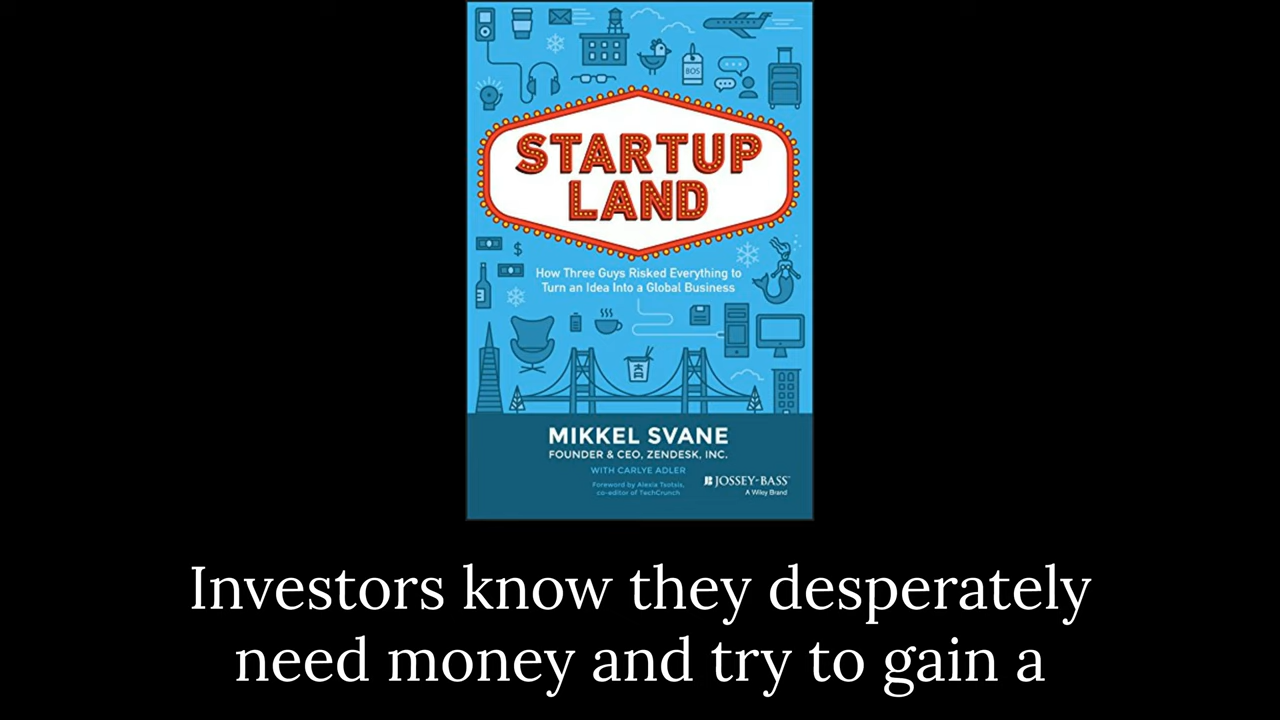 BOS
STARTUP
LAND
$
How Three Guys Risked Everything to
Turn an Idea Into a Global Business
MIKKEL SVANE
FOUNDER & CEO, ZENDESK, INC.
WITH CARLYE ADLER
Foreword by Alexia Tsotsis,
co-editor of TechCrunch
JOSSEY-BASS
A Wiley Brand
Investors know they desperately
need money and try to gain a